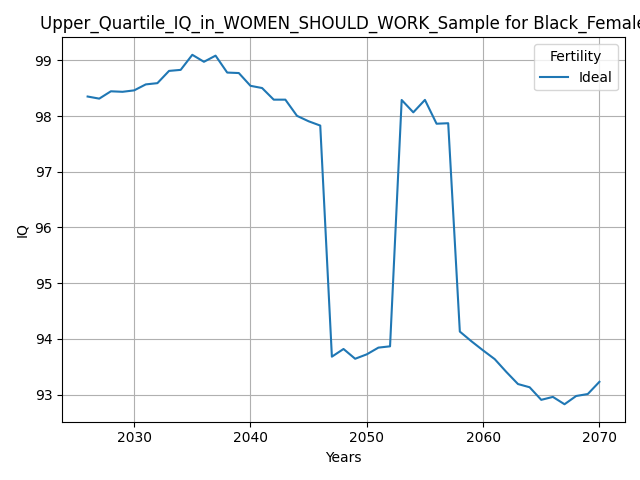 Upper_Quartile_IQ_in_WOMEN_SHOULD_WORK_Sample for Black_Female
Fertility
Ideal
IQ
99
98
97
96
95
94
93
2030
2040
2050
2060
2070
Years